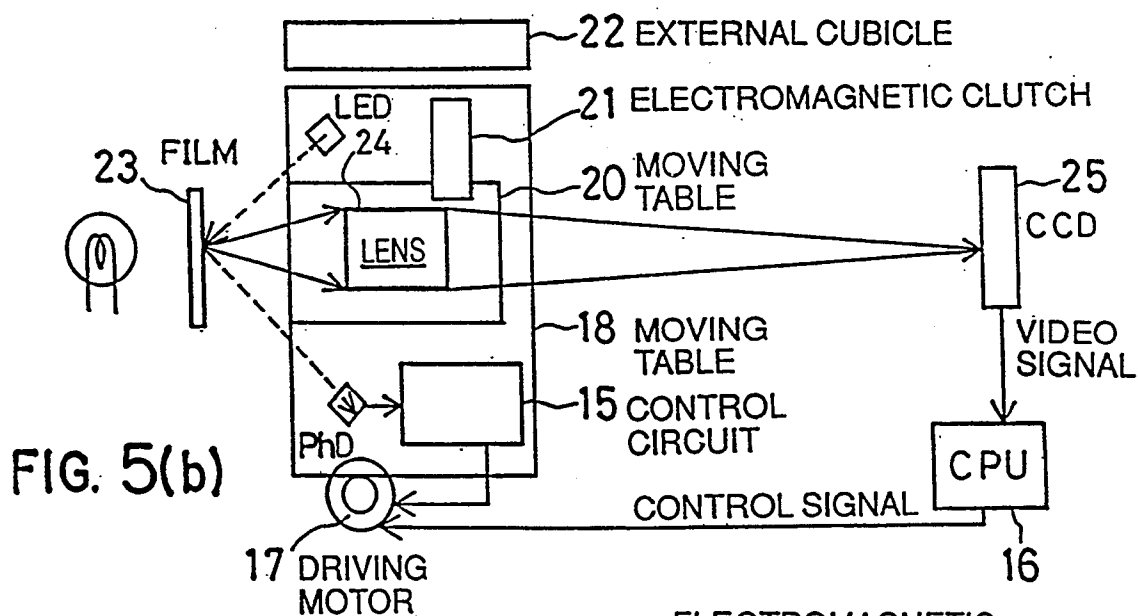 22 EXTERNAL CUBICLE
LED
21 ELECTROMAGNETIC CLUTCH
23 FILM
24
20 MOVING
TABLE
25
CCD
LENS
18 MOVING
TABLE
VIDEO
SIGNAL
15 CONTROL
CIRCUIT
PhD
CPU
FIG. 5(b)
CONTROL SIGNAL
17 DRIVING
MOTOR
16
ELECTROMAGNETIC